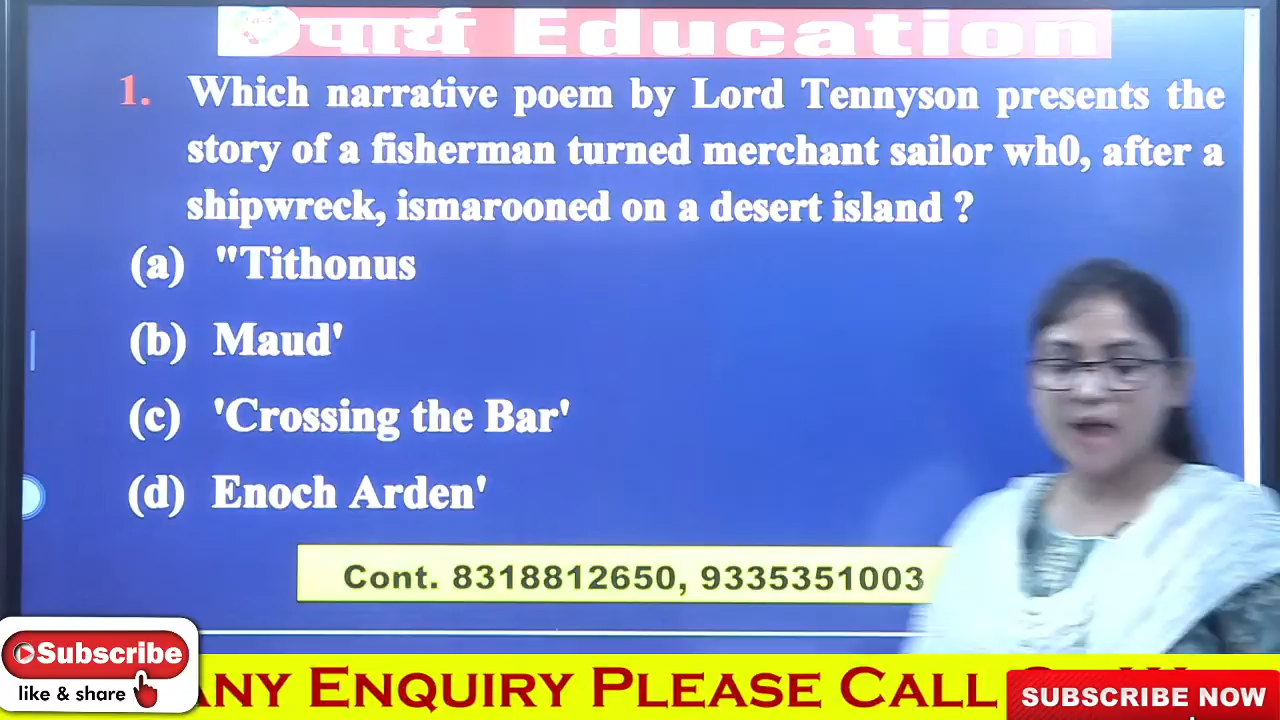 पार्थ Education
1. Which narrative poem by Lord Tennyson presents the
story of a fisherman turned merchant sailor wh0, after a
shipwreck, ismarooned on a desert island ?
(a) "Tithonus
(b) Maud'
(c) 'Crossing the Bar'
(d) Enoch Arden'
Cont. 8318812650, 9335351003
Subscribe
like & share
NY ENQUIRY PLEASE CALL
SUBSCRIBE NOW